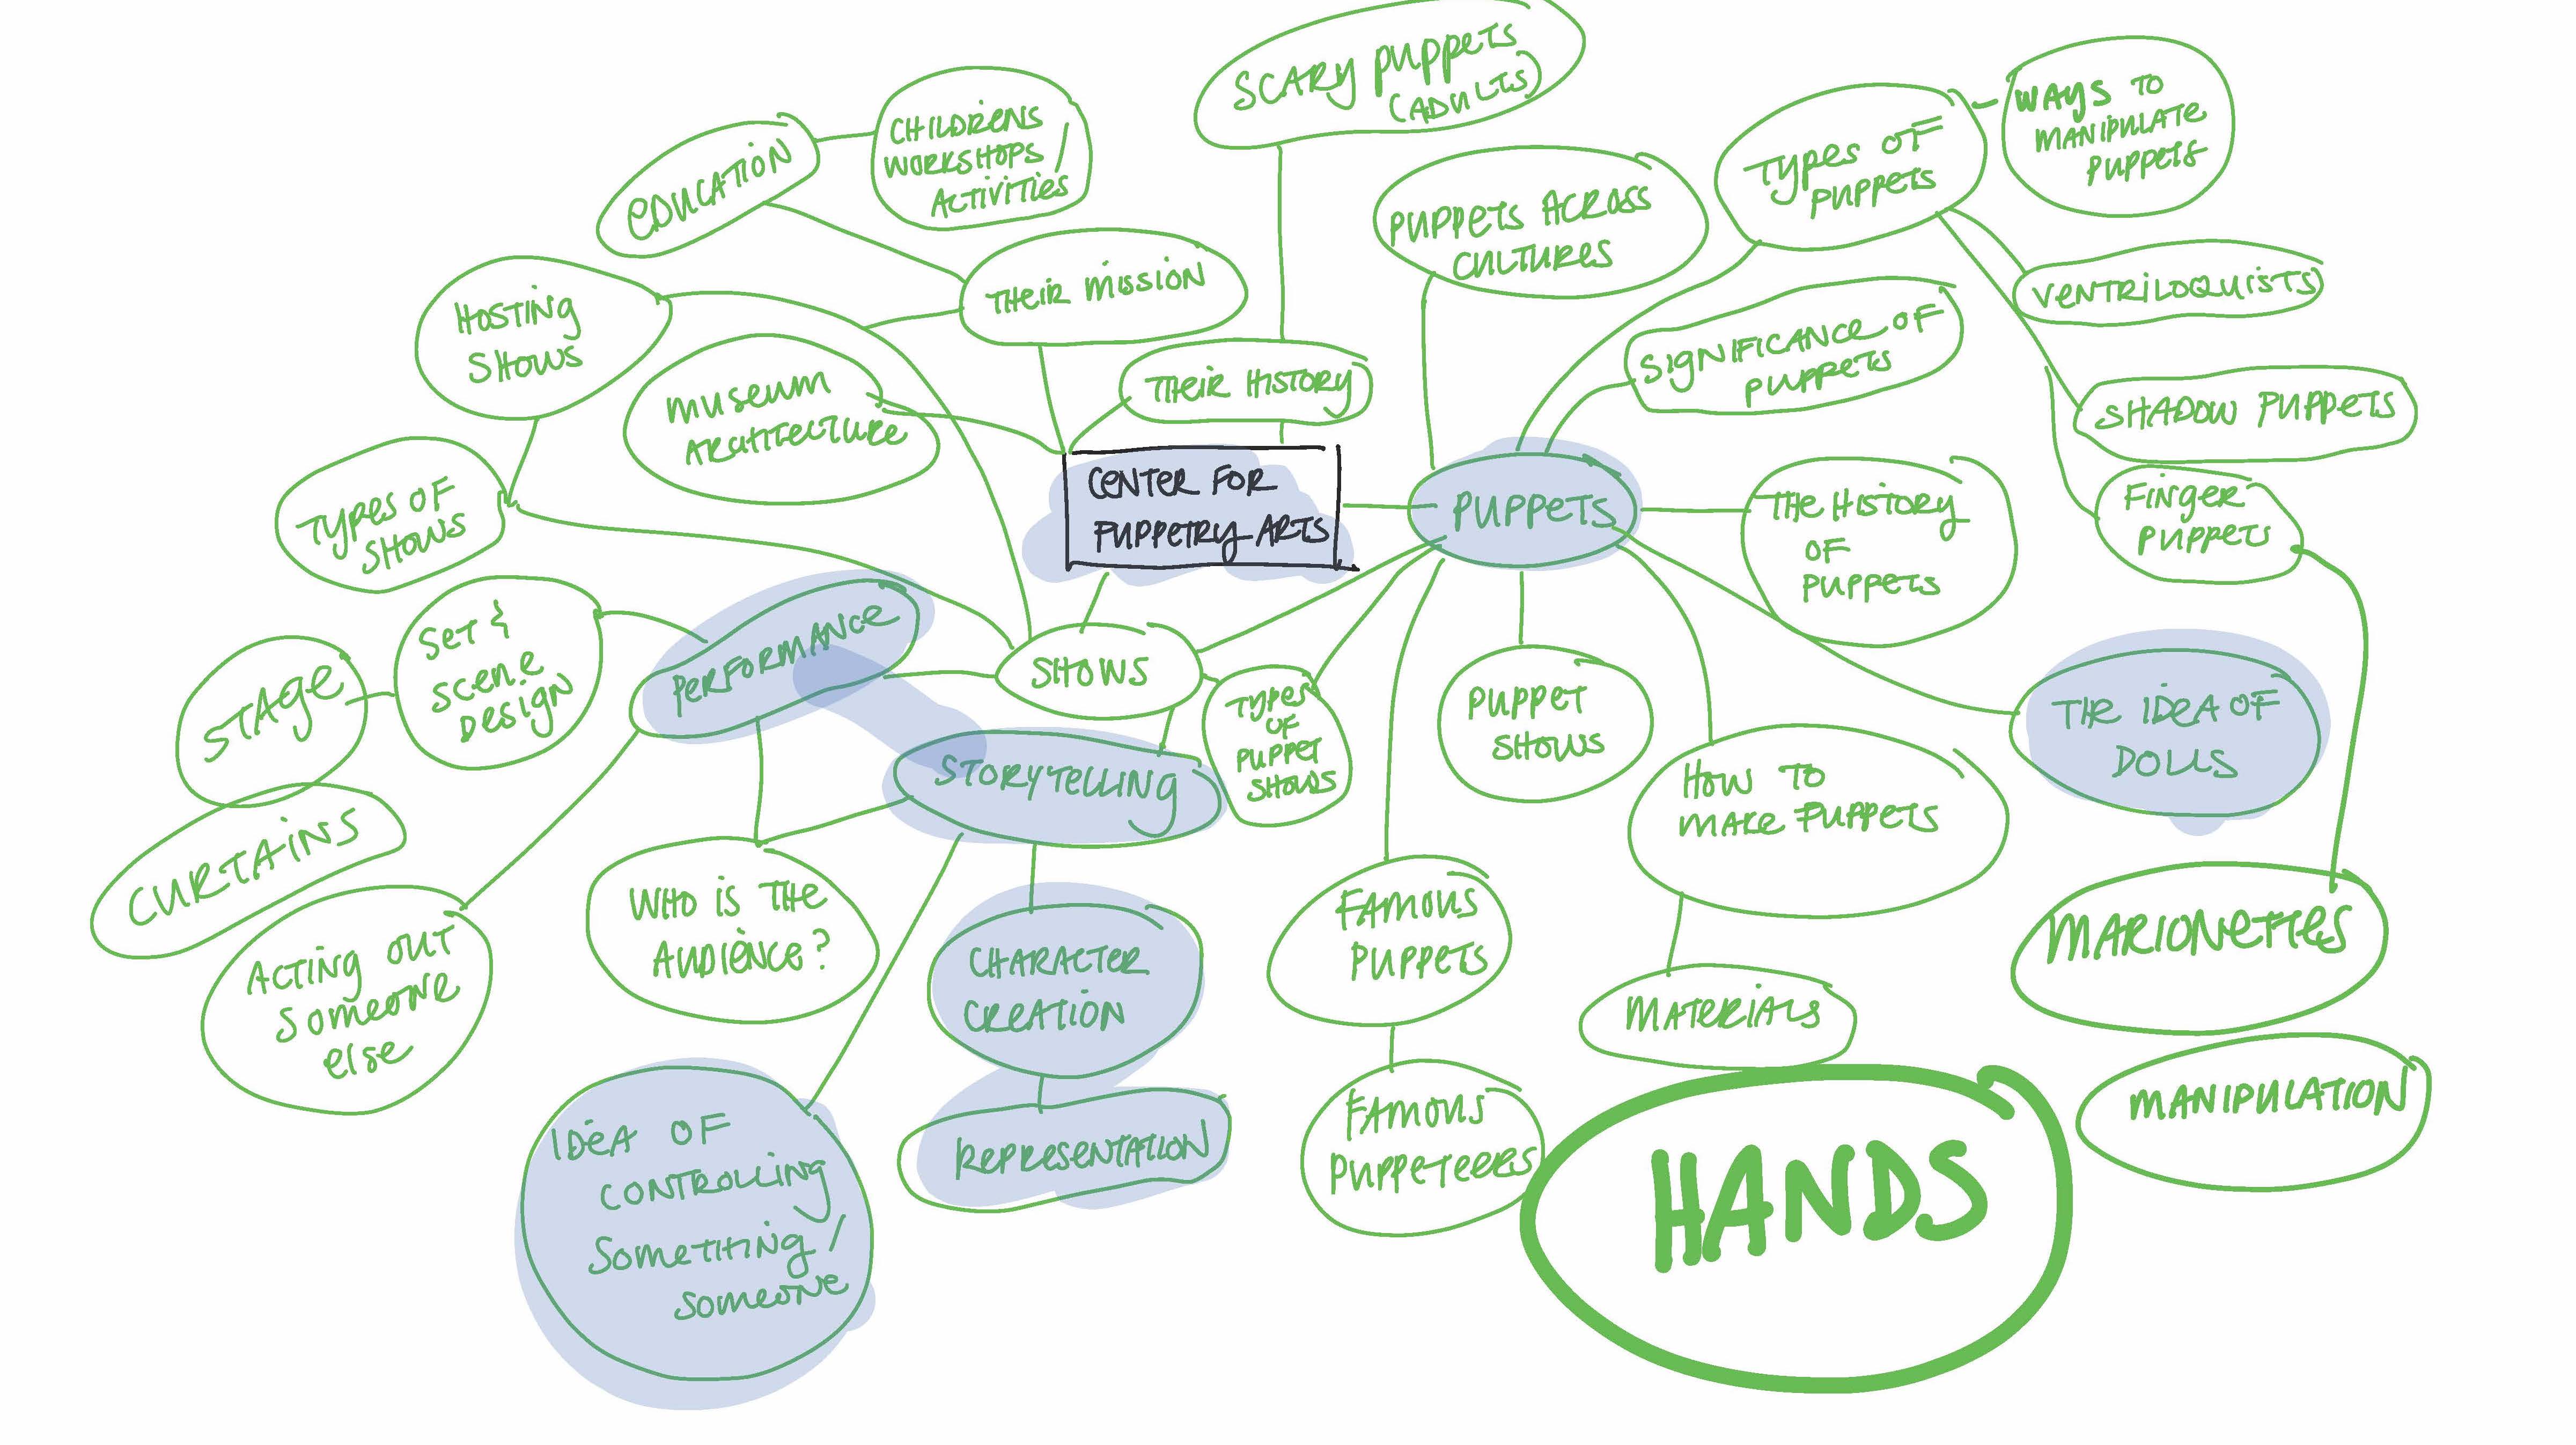 SCARY PUPPETS
(ADULTS)
CHILDRENS
WORKSHOPS /
ACTIVITIES
EDUCATION
WAYS TO
MANIPULATE
PUPPETS
TYPES OF
PUPPETS
PUPPETS ACROSS
CULTURES
THEIR MISSION
HOSTING
SHOWS
VENTRILOQUISTS
SIGNIFICANCE OF
PUPPETS
MUSEUM
ARCHITECTURE
THEIR HISTORY
SHADOW PUPPETS
TYPES OF
SHOWS
CENTER FOR
PUPPETRY ARTS
PUPPETS
THE HISTORY
OF
PUPPETS
FINGER
PUPPETS
SET &
SCENE
DESIGN
PERFORMANCE
SHOWS
TYPES
OF
PUPPET
SHOWS
PUPPET
SHOWS
THE IDEA OF
DOLLS
STAGE
STORYTELLING
HOW TO
MAKE PUPPETS
CURTAINS
WHO IS THE
AUDIENCE?
FAMOUS
PUPPETS
MARIONETTES
ACTING OUT
SOMEONE
ELSE
CHARACTER
CREATION
MATERIALS
IDEA OF
CONTROLLING
SOMETHING /
SOMEONE
REPRESENTATION
FAMOUS
PUPPETEERS
HANDS
MANIPULATION